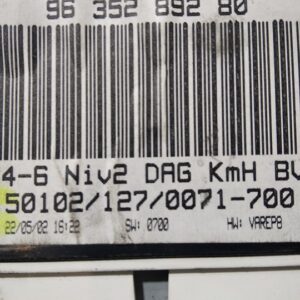 96 352 892 80
4-6 Niv2 DAG KmH BV
50102/127/0071-700
22/05/02 16:22 SW: 0700 HW: VAREP8